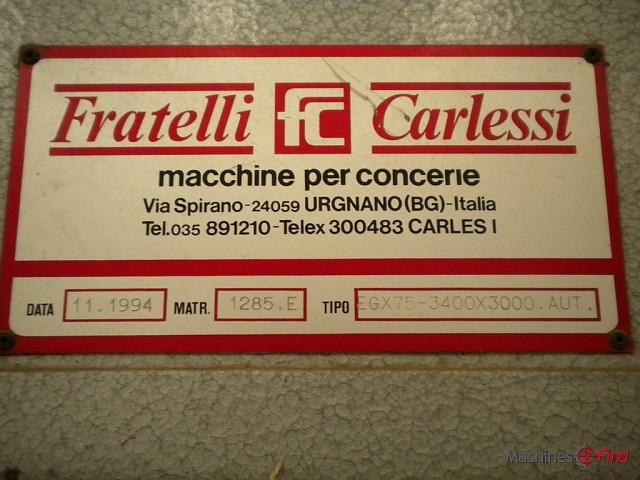 Fratelli fc Carlessi
macchine per concerie
Via Spirano-24059 URGNANO(BG)-Italia
Tel.035 891210-Telex 300483 CARLES I
DATA 11.1994 MATR. 1285.E TIPO EGX75-3400X3000.AUT.
Machines2Find